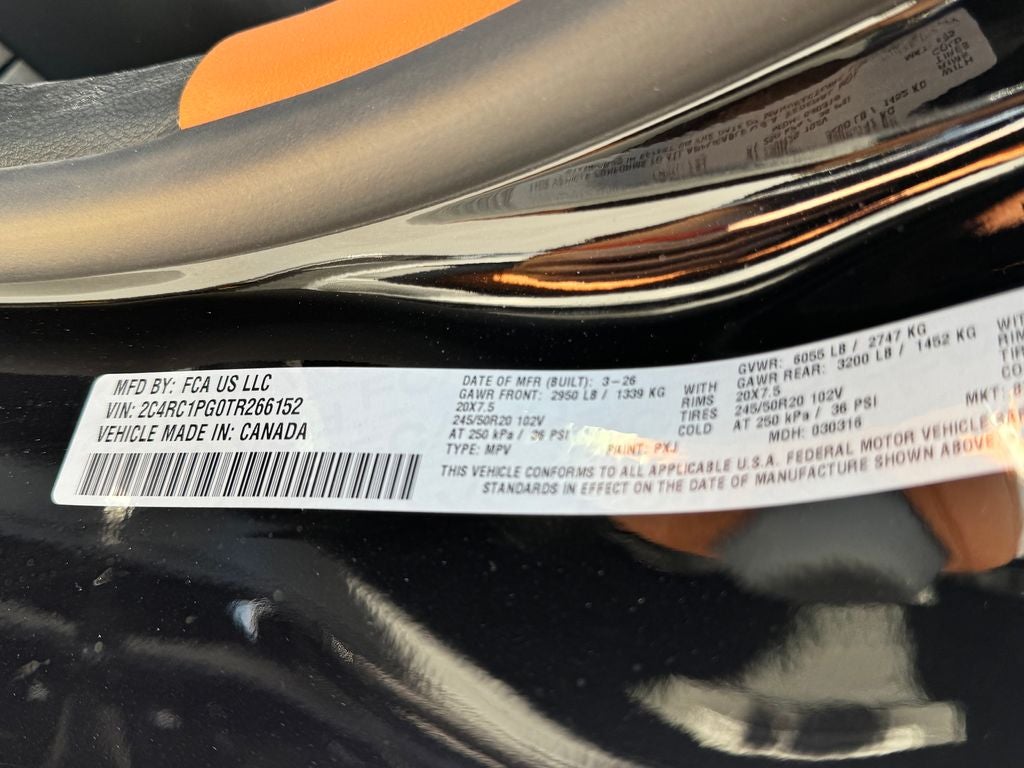 MFD BY: FCA US LLC
VIN: 2C4RC1PG0TR266152
VEHICLE MADE IN: CANADA
DATE OF MFR (BUILT): 3-26
GAWR FRONT: 2950 LB / 1339 KG
20X7.5
245/50R20 102V
AT 250 kPa / 36 PSI
TYPE: MPV PAINT: PXJ
WITH
RIMS
TIRES
COLD
GVWR: 6055 LB / 2747 KG
GAWR REAR: 3200 LB / 1452 KG
20X7.5
245/50R20 102V
AT 250 kPa / 36 PSI
MDH: 030316
WITH
MKT:
THIS VEHICLE CONFORMS TO ALL APPLICABLE U.S.A. FEDERAL MOTOR VEHICLE
STANDARDS IN EFFECT ON THE DATE OF MANUFACTURE SHOWN ABOVE